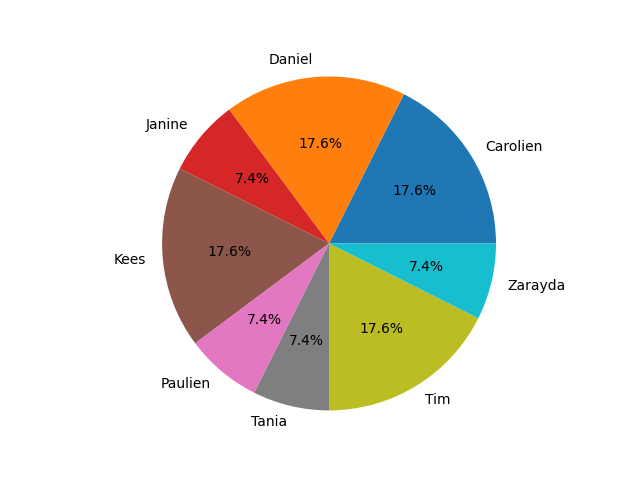 Daniel
Janine
Carolien
17.6%
7.4%
17.6%
17.6%
Kees
7.4%
Zarayda
7.4%
7.4%
17.6%
Paulien
Tania
Tim